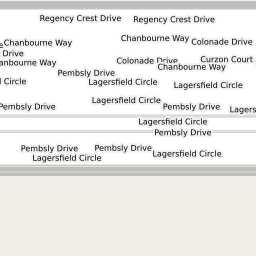 Regency Crest Drive
Regency Crest Drive
Chanbourne Way
Chanbourne Way
Colonade Drive
Drive
anbourne Way
Colonade Drive
Curzon Court
Chanbourne Way
Pembsly Drive
l Circle
Lagersfield Circle
Lagersfield Circle
Lagersfield Circle
Pembsly Drive
Pembsly Drive
Lagers
Lagersfield Circle
Pembsly Drive
Pembsly Drive
Pembsly Drive
Lagersfield Circle
Lagersfield Circle